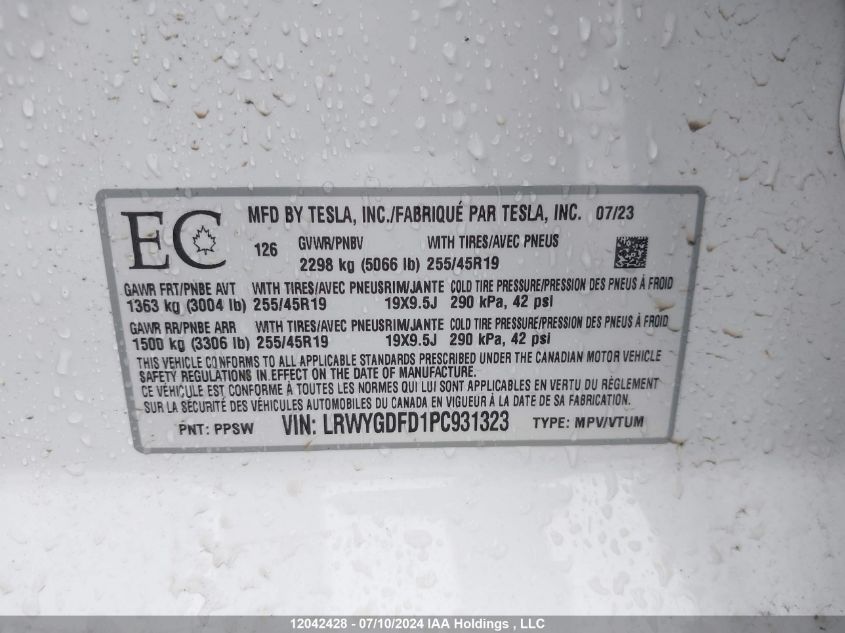 EC
MFD BY TESLA, INC./FABRIQUÉ PAR TESLA, INC. 07/23
126 GVWR/PNBV WITH TIRES/AVEC PNEUS
2298 kg (5066 lb) 255/45R19
GAWR FRT/PNBE AVT WITH TIRES/AVEC PNEUS RIM/JANTE COLD TIRE PRESSURE/PRESSION DES PNEUS À FROID
1363 kg (3004 lb) 255/45R19 19X9.5J 290 kPa, 42 psi
GAWR RR/PNBE ARR WITH TIRES/AVEC PNEUS RIM/JANTE COLD TIRE PRESSURE/PRESSION DES PNEUS À FROID
1500 kg (3306 lb) 255/45R19 19X9.5J 290 kPa, 42 psi
THIS VEHICLE CONFORMS TO ALL APPLICABLE STANDARDS PRESCRIBED UNDER THE CANADIAN MOTOR VEHICLE
SAFETY REGULATIONS IN EFFECT ON THE DATE OF MANUFACTURE.
CE VÉHICULE EST CONFORME À TOUTES LES NORMES QUI LUI SONT APPLICABLES EN VERTU DU RÈGLEMENT
SUR LA SÉCURITÉ DES VÉHICULES AUTOMOBILES DU CANADA EN VIGUEUR À LA DATE DE SA FABRICATION.
PNT: PPSW VIN: LRWYGDFD1PC931323 TYPE: MPV/VTUM
12042428 - 07/10/2024 IAA Holdings , LLC